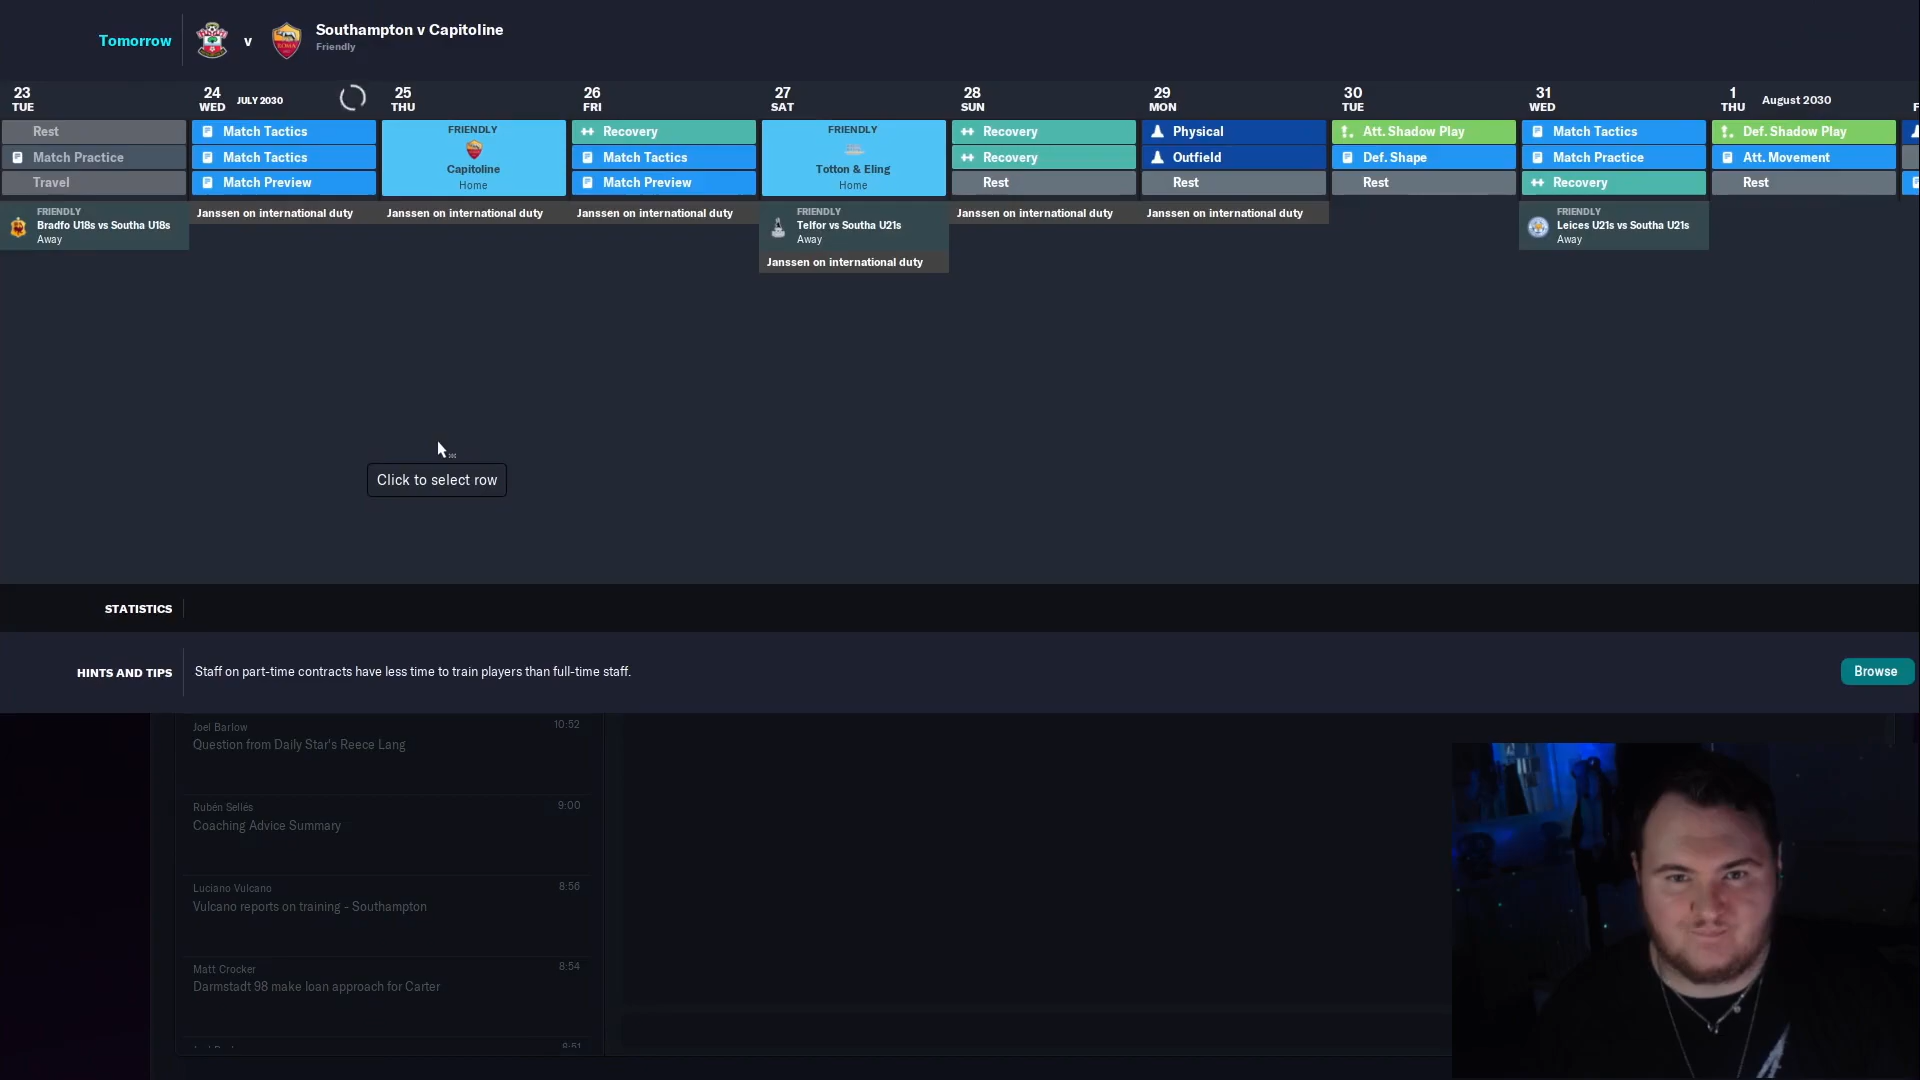 Tomorrow
v
Southampton v Capitoline
Friendly
23
TUE
24
WED
JULY 2030
25
THU
26
FRI
27
SAT
28
SUN
29
MON
30
TUE
31
WED
1
THU
August 2030
F
Rest
Match Practice
Travel
FRIENDLY
Bradfo U18s vs Southa U18s
Away
Match Tactics
Match Tactics
Match Preview
Janssen on international duty
FRIENDLY
Capitoline
Home
Janssen on international duty
Recovery
Match Tactics
Match Preview
Janssen on international duty
FRIENDLY
Totton & Eling
Home
FRIENDLY
Telfor vs Southa U21s
Away
Janssen on international duty
Recovery
Recovery
Rest
Janssen on international duty
Physical
Outfield
Rest
Janssen on international duty
Att. Shadow Play
Def. Shape
Rest
Match Tactics
Match Practice
Recovery
FRIENDLY
Leices U21s vs Southa U21s
Away
Def. Shadow Play
Att. Movement
Rest
Click to select row
STATISTICS
HINTS AND TIPS
Staff on part-time contracts have less time to train players than full-time staff.
Browse
Joel Barlow
10:52
Question from Daily Star's Reece Lang
Rubén Sellés
9:00
Coaching Advice Summary
Luciano Vulcano
8:56
Vulcano reports on training - Southampton
Matt Crocker
8:54
Darmstadt 98 make loan approach for Carter
8:51